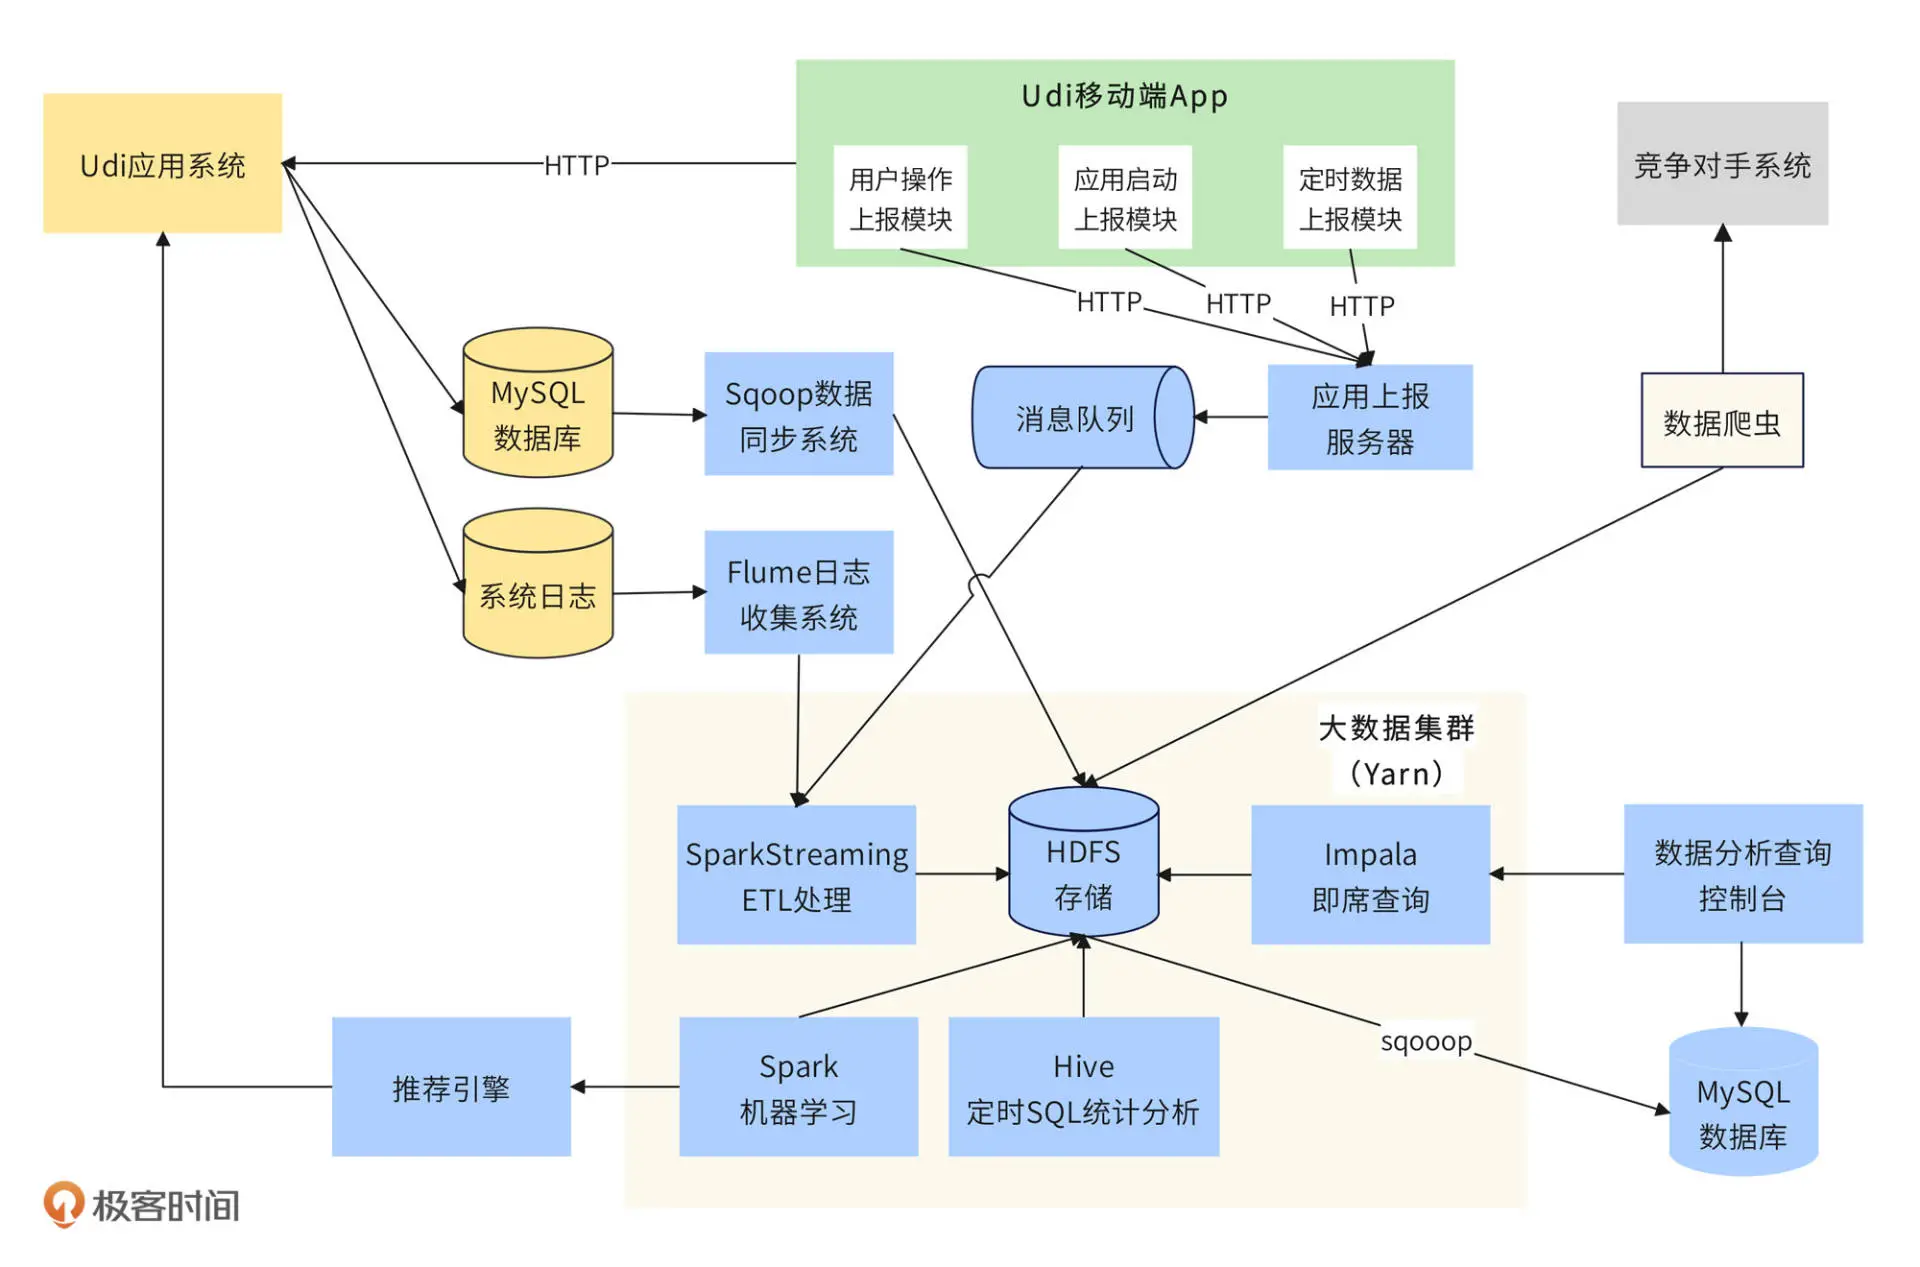 Udi移动端App
Udi应用系统
HTTP
用户操作
上报模块
应用启动
上报模块
定时数据
上报模块
竞争对手系统
HTTP
HTTP
HTTP
MySQL
数据库
Sqoop数据
同步系统
消息队列
应用上报
服务器
数据爬虫
系统日志
Flume日志
收集系统
大数据集群
（Yarn）
SparkStreaming
ETL处理
HDFS
存储
Impala
即席查询
数据分析查询
控制台
推荐引擎
Spark
机器学习
Hive
定时SQL统计分析
sqooop
MySQL
数据库
极客时间